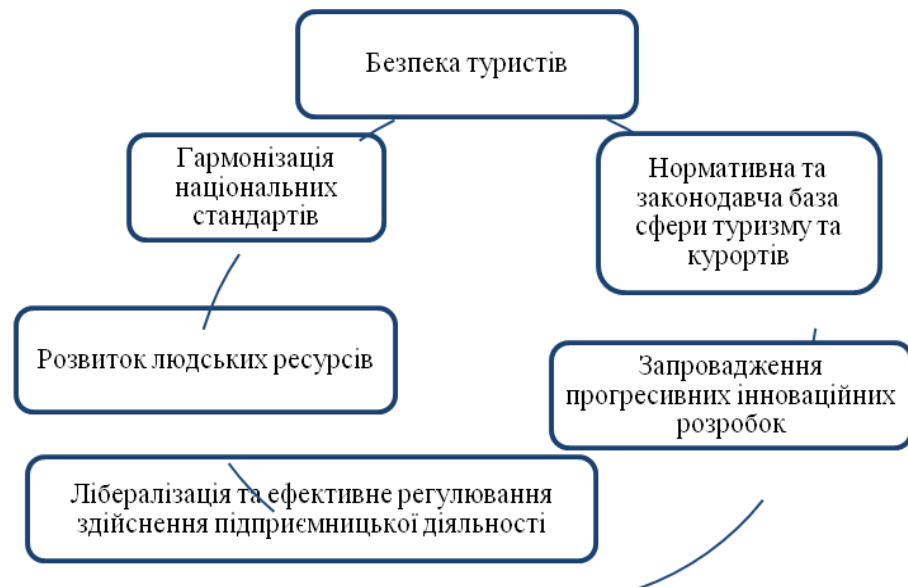 Безпека туристів
Гармонізація
національних
стандартів
Нормативна та
законодавча база
сфери туризму та
курортів
Розвиток людських ресурсів
Запровадження
прогресивних інноваційних
розробок
Лібералізація та ефективне регулювання
здійснення підприємницької діяльності